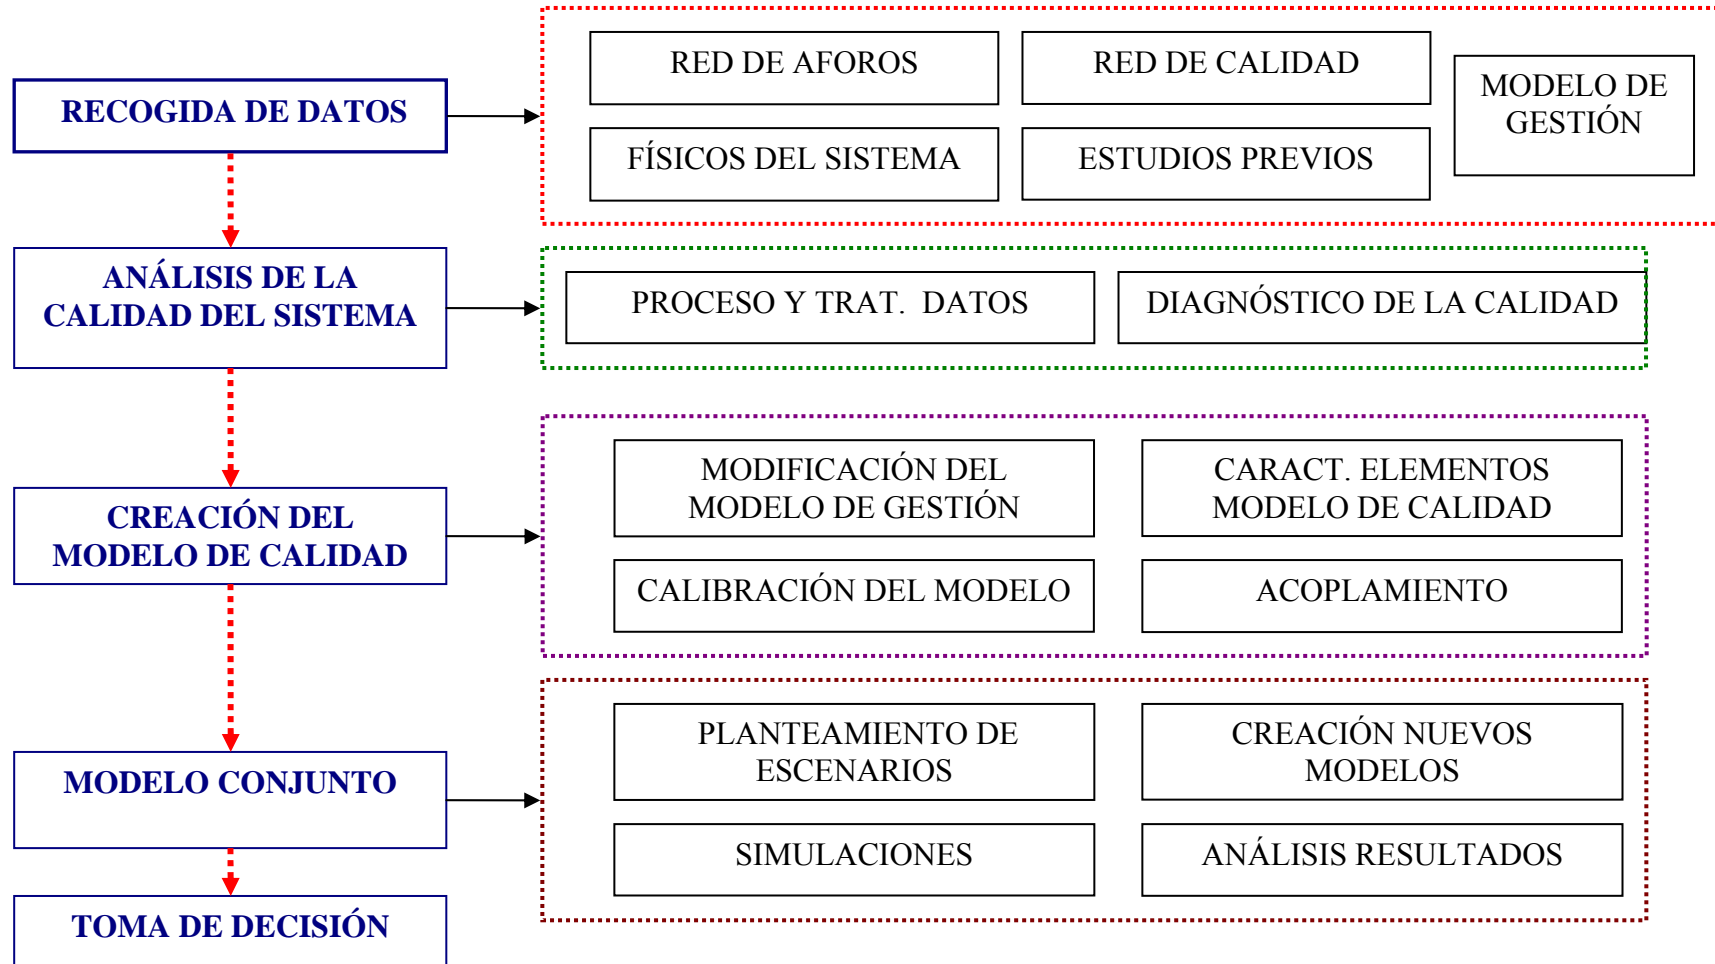 RECOGIDA DE DATOS
RED DE AFOROS
RED DE CALIDAD
MODELO DE
GESTIÓN
FÍSICOS DEL SISTEMA
ESTUDIOS PREVIOS
ANÁLISIS DE LA
CALIDAD DEL SISTEMA
PROCESO Y TRAT. DATOS
DIAGNÓSTICO DE LA CALIDAD
CREACIÓN DEL
MODELO DE CALIDAD
MODIFICACIÓN DEL
MODELO DE GESTIÓN
CARACT. ELEMENTOS
MODELO DE CALIDAD
CALIBRACIÓN DEL MODELO
ACOPLAMIENTO
MODELO CONJUNTO
PLANTEAMIENTO DE
ESCENARIOS
CREACIÓN NUEVOS
MODELOS
SIMULACIONES
ANÁLISIS RESULTADOS
TOMA DE DECISIÓN